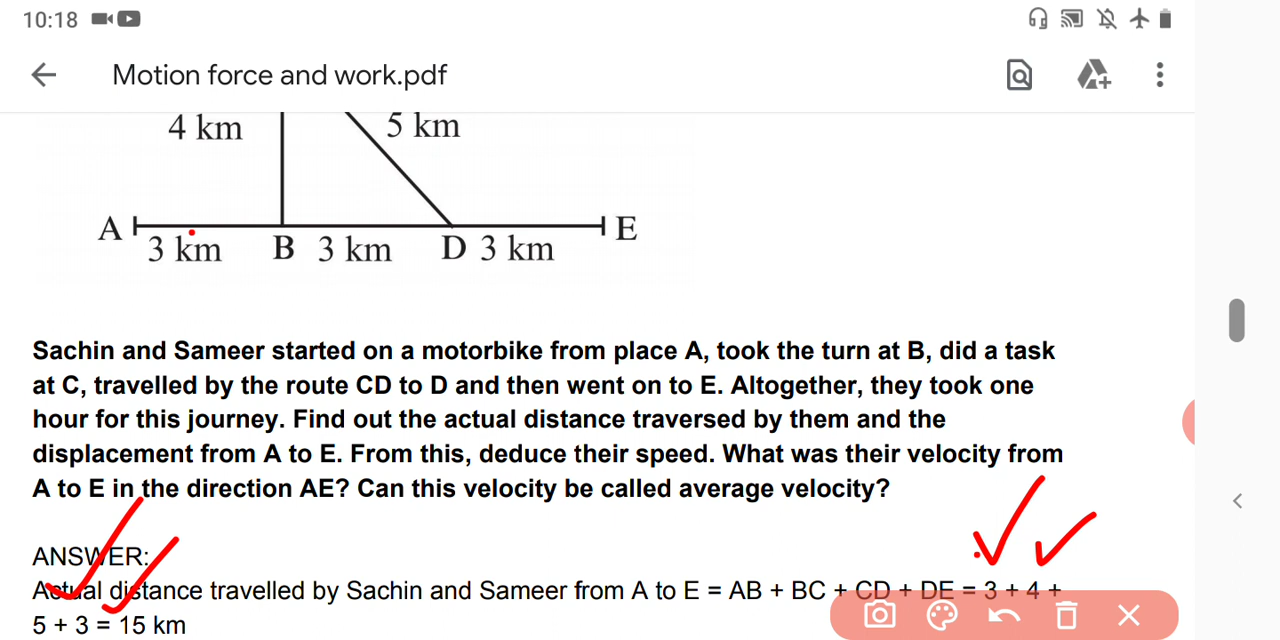 10:18
Motion force and work.pdf
4 km 5 km
A E
3 km B 3 km D 3 km
Sachin and Sameer started on a motorbike from place A, took the turn at B, did a task
at C, travelled by the route CD to D and then went on to E. Altogether, they took one
hour for this journey. Find out the actual distance traversed by them and the
displacement from A to E. From this, deduce their speed. What was their velocity from
A to E in the direction AE? Can this velocity be called average velocity?
ANSWER:
Actual distance travelled by Sachin and Sameer from A to E = AB + BC + CD + DE = 3 + 4 +
5 + 3 = 15 km